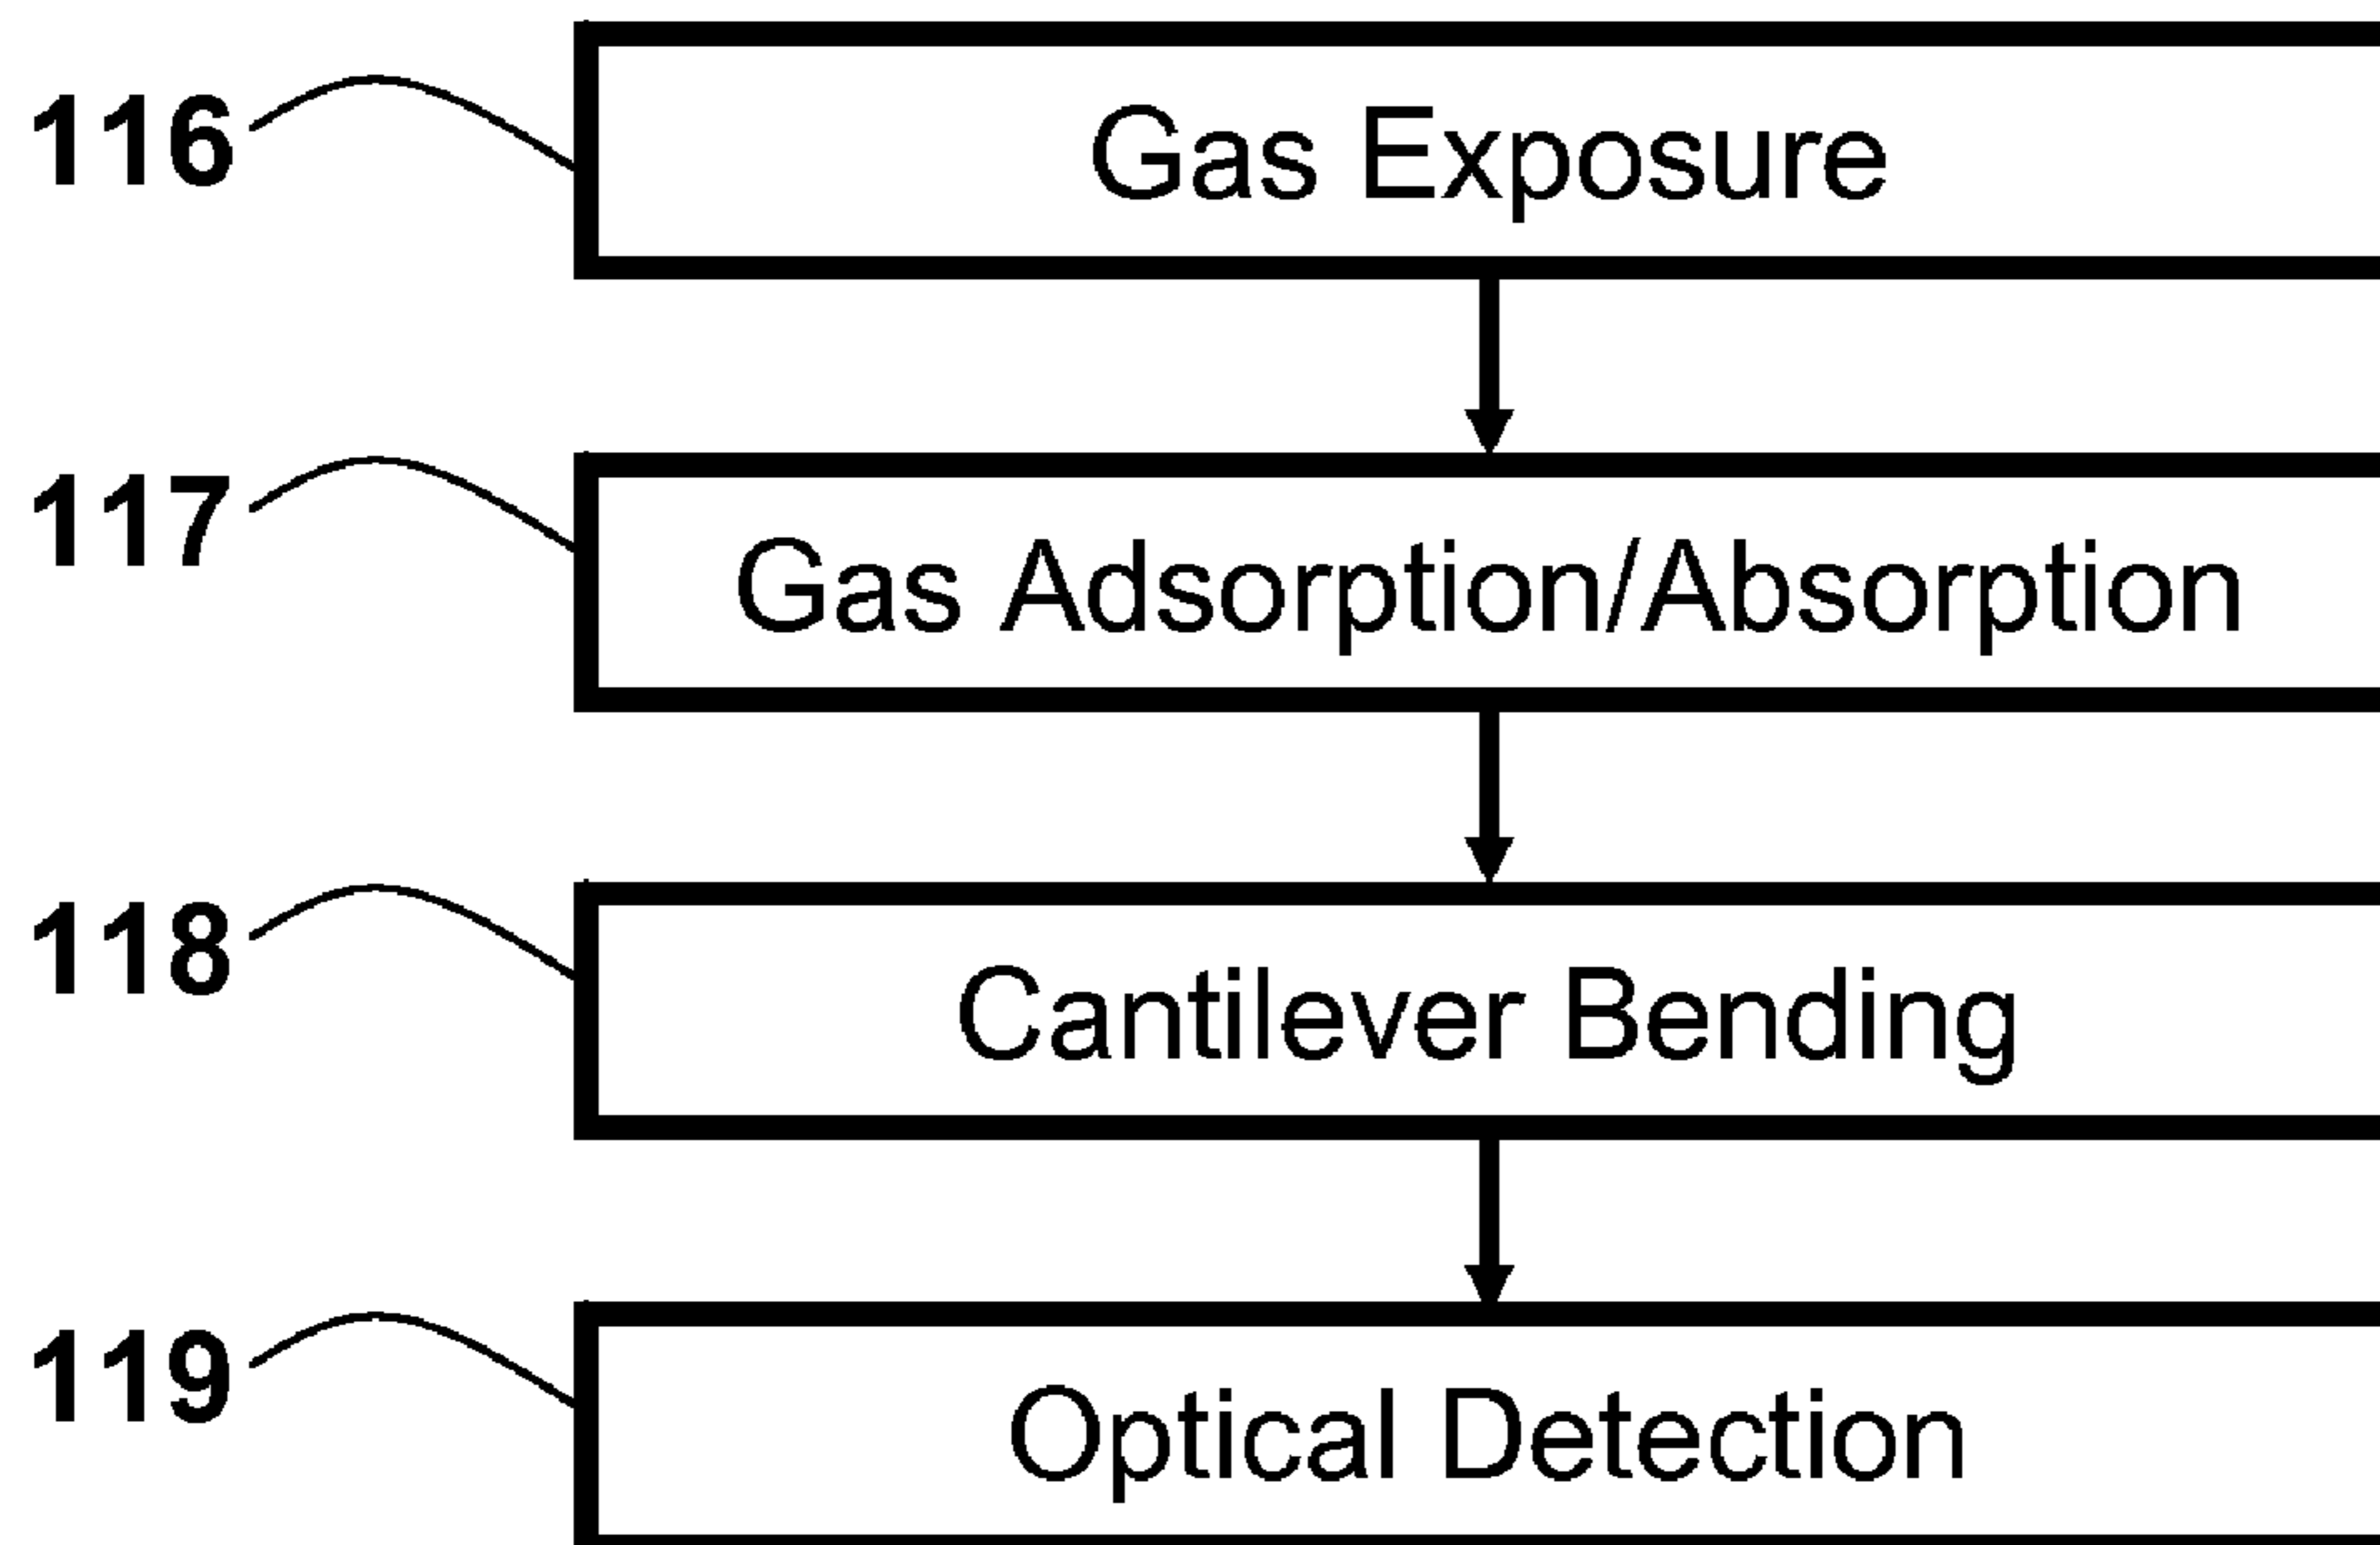 116 Gas Exposure
117 Gas Adsorption/Absorption
118 Cantilever Bending
119 Optical Detection